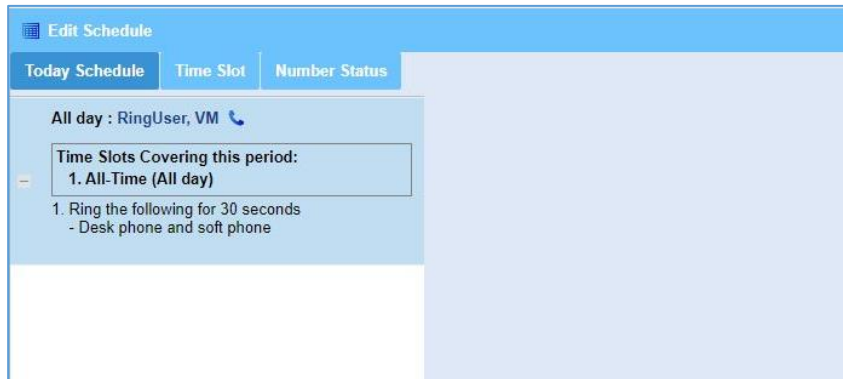 Edit Schedule
Today Schedule Time Slot Number Status
All day : RingUser, VM
Time Slots Covering this period:
1. All-Time (All day)
1. Ring the following for 30 seconds
- Desk phone and soft phone